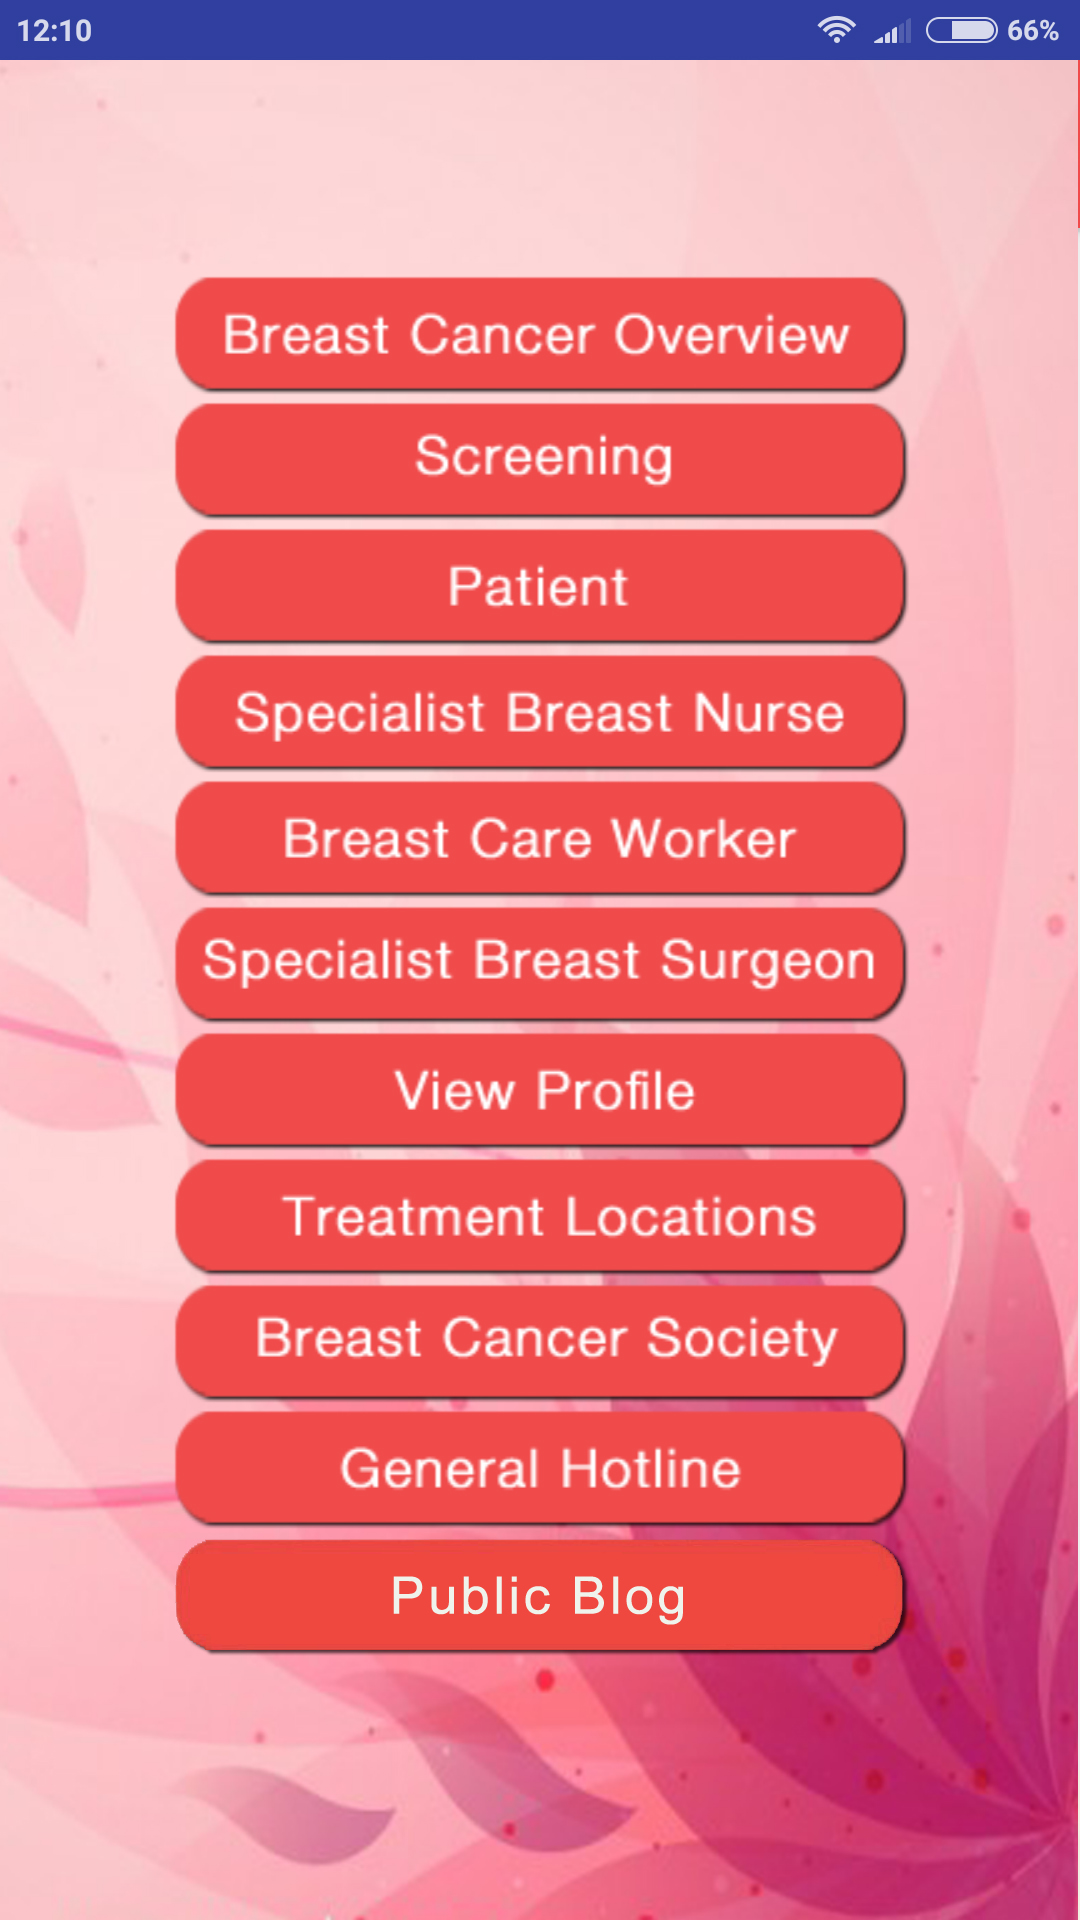 12:10 66%
Breast Cancer Overview
Screening
Patient
Specialist Breast Nurse
Breast Care Worker
Specialist Breast Surgeon
View Profile
Treatment Locations
Breast Cancer Society
General Hotline
Public Blog